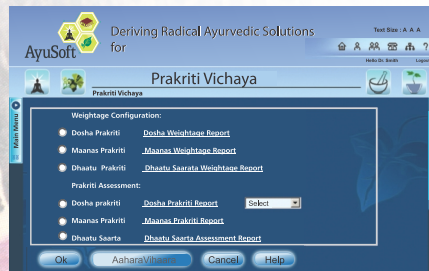 AyuSoft
Deriving Radical Ayurvedic Solutions
for
Text Size : A A A
Hello Dr. Smith Logout
Prakriti Vichaya
Prakriti Vichaya
Main Menu
Weightage Configuration:
Dosha Prakriti Dosha Weightage Report
Maanas Prakriti Maanas Weightage Report
Dhaatu Prakriti Dhaatu Saarata Weightage Report
Prakriti Assessment:
Dosha prakriti Dosha Prakriti Report Select
Maanas Prakriti Maanas Prakriti Report
Dhatu Saarta Dhaatu Saarta Assessment Report
Ok AaharaVihaara Cancel Help